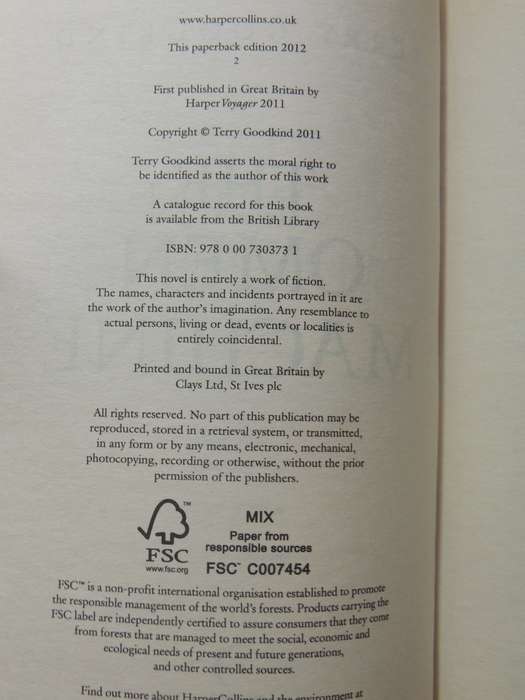 www.harpercollins.co.uk
This paperback edition 2012
2
First published in Great Britain by
HarperVoyager 2011
Copyright © Terry Goodkind 2011
Terry Goodkind asserts the moral right to
be identified as the author of this work
A catalogue record for this book
is available from the British Library
ISBN: 978 0 00 730373 1
This novel is entirely a work of fiction.
The names, characters and incidents portrayed in it are
the work of the author's imagination. Any resemblance to
actual persons, living or dead, events or localities is
entirely coincidental.
Printed and bound in Great Britain by
Clays Ltd, St Ives plc
All rights reserved. No part of this publication may be
reproduced, stored in a retrieval system, or transmitted,
in any form or by any means, electronic, mechanical,
photocopying, recording or otherwise, without the prior
permission of the publishers.
™
FSC
www.fsc.org
MIX
Paper from
responsible sources
FSC™ C007454
FSC™ is a non-profit international organisation established to promote
the responsible management of the world's forests. Products carrying the
FSC label are independently certified to assure consumers that they come
from forests that are managed to meet the social, economic and
ecological needs of present and future generations,
and other controlled sources.
Find out more about HarperCollins and the environment at